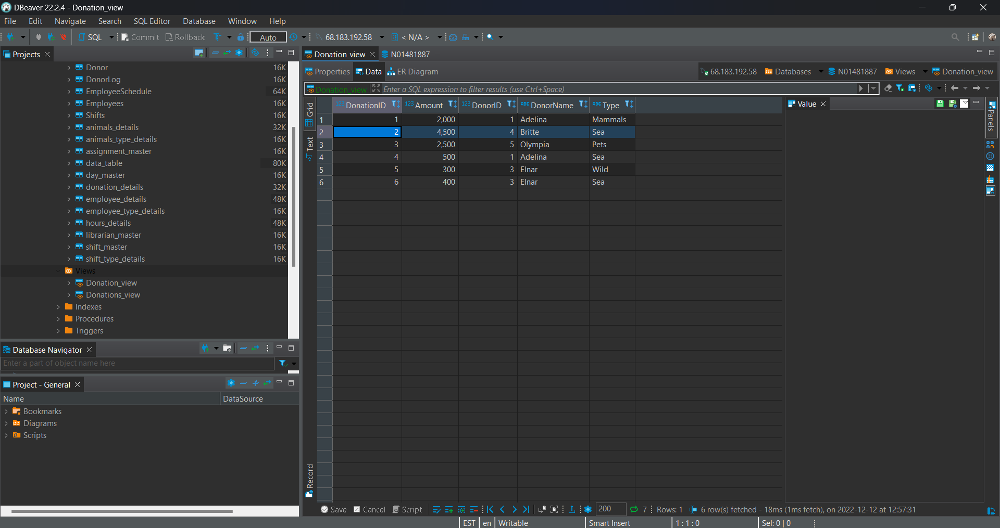 DBeaver 22.2.4 - Donation_view
File Edit Navigate Search SQL Editor Database Window Help
SQL Commit Rollback Auto 68.183.192.58 < N/A >
Projects
Donor 16K
DonorLog 16K
EmployeeSchedule 64K
Employees 16K
Shifts 16K
animals_details 32K
animals_type_details 16K
assignment_master 16K
data_table 80K
day_master 16K
donation_details 32K
employee_details 48K
employee_type_details 16K
hours_details 48K
librarian_master 16K
shift_master 16K
shift_type_details 16K
Views
Donation_view
Donations_view
Indexes
Procedures
Triggers
Database Navigator
Enter a part of object name here
Project - General
Name DataSource
Bookmarks
Diagrams
Scripts
Donation_view N01481887
Properties Data ER Diagram 68.183.192.58 Databases N01481887 Views Donation_view
Donation_view Enter a SQL expression to filter results (use Ctrl+Space)
Grid
Text
Record
123 DonationID 123 Amount 123 DonorID ABC DonorName ABC Type
1 1 2,000 1 Adelina Mammals
2 2 4,500 4 Britte Sea
3 3 2,500 5 Olympia Pets
4 4 500 1 Adelina Sea
5 5 300 3 Elnar Wild
6 6 400 3 Elnar Sea
Value
Panels
Save Cancel Script 200 7 Rows: 1 6 row(s) fetched - 18ms (1ms fetch), on 2022-12-12 at 12:57:31
EST en Writable Smart Insert 1 : 1 : 0 Sel: 0 | 0